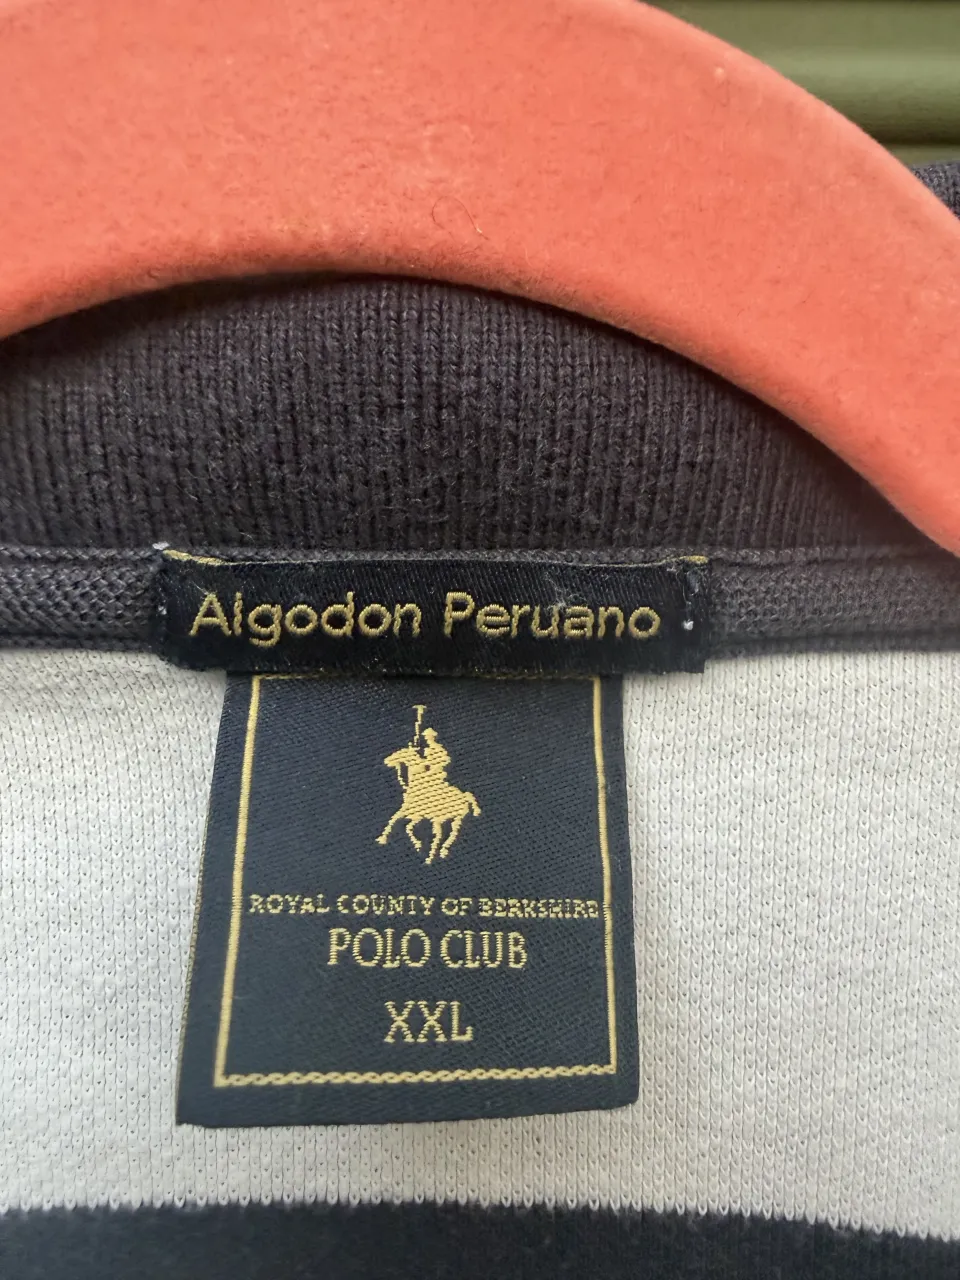 Algodon Peruano
ROYAL COUNTY OF BERKSHIRE
POLO CLUB
XXL